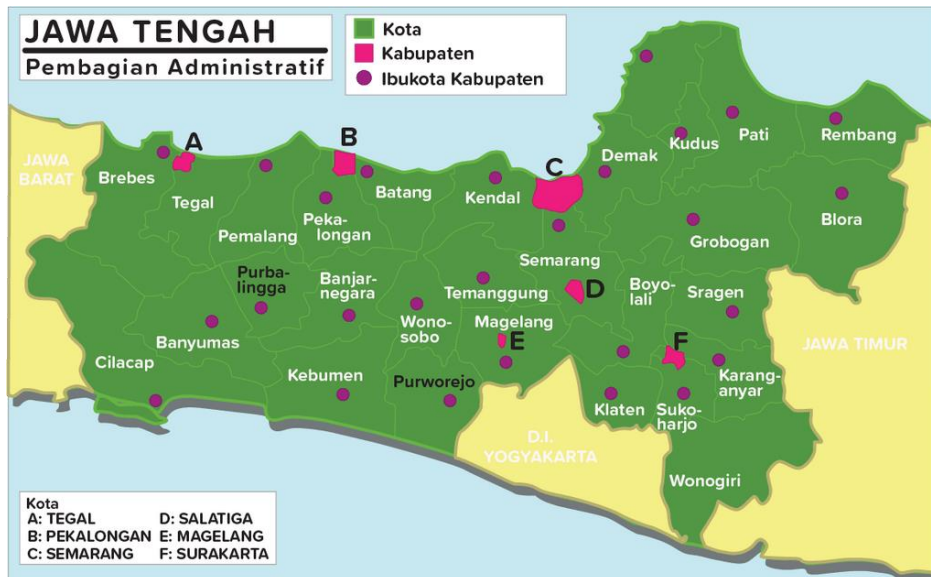 JAWA TENGAH
Pembagian Administratif
Kota
Kabupaten
Ibukota Kabupaten
JAWA
BARAT
Brebes
A
Tegal
Pemalang
B
Peka-
longan
Batang
Kendal
C
Demak
Kudus
Pati
Rembang
Blora
Grobogan
Semarang
Purba-
lingga
Banjar-
negara
Wono-
sobo
Temanggung
D
Boyo-
lali
Sragen
Magelang
E
F
JAWA TIMUR
Cilacap
Banyumas
Kebumen
Purworejo
Klaten
Suko-
harjo
Karang-
anyar
D.I.
YOGYAKARTA
Wonogiri
Kota
A: TEGAL
B: PEKALONGAN
C: SEMARANG
D: SALATIGA
E: MAGELANG
F: SURAKARTA